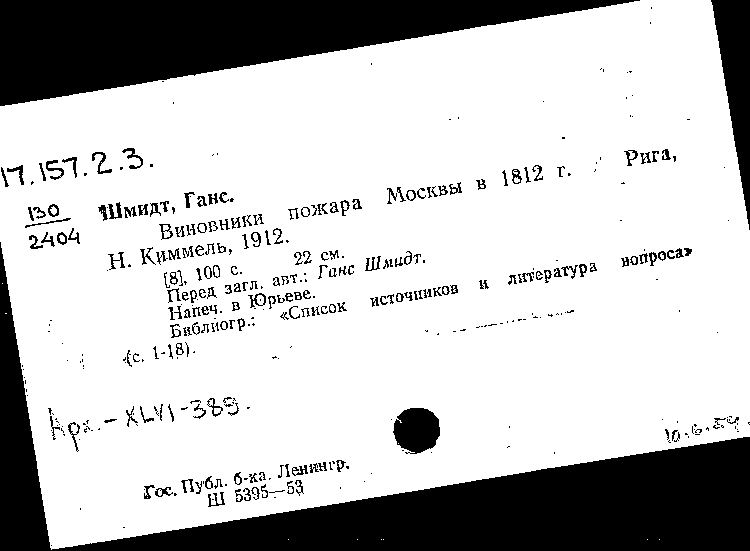 17.157.2.3.
130
2404
Шмидт, Ганс.
Виновники пожара Москвы в 1812 г. Рига,
Н. Киммель, 1912.
[8], 100 с. 22 см.
Перед загл. авт.: Ганс Шмидт.
Напеч. в Юрьеве.
Библиогр.: «Список источников и литература вопроса»
(с. 1-18).
Арх.-XLVI-389.
10.6.54.
Гос. Публ. б-ка. Ленингр.
Ш 5395—53